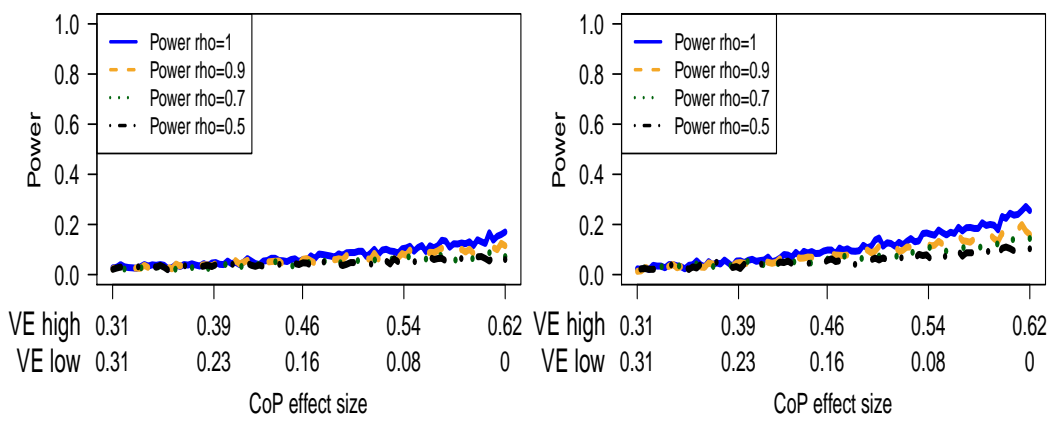 1.0
0.8
0.6
0.4
0.2
0.0
Power
Power rho=1
Power rho=0.9
Power rho=0.7
Power rho=0.5
VE high 0.31 0.39 0.46 0.54 0.62
VE low 0.31 0.23 0.16 0.08 0
CoP effect size
1.0
0.8
0.6
0.4
0.2
0.0
Power
Power rho=1
Power rho=0.9
Power rho=0.7
Power rho=0.5
VE high 0.31 0.39 0.46 0.54 0.62
VE low 0.31 0.23 0.16 0.08 0
CoP effect size